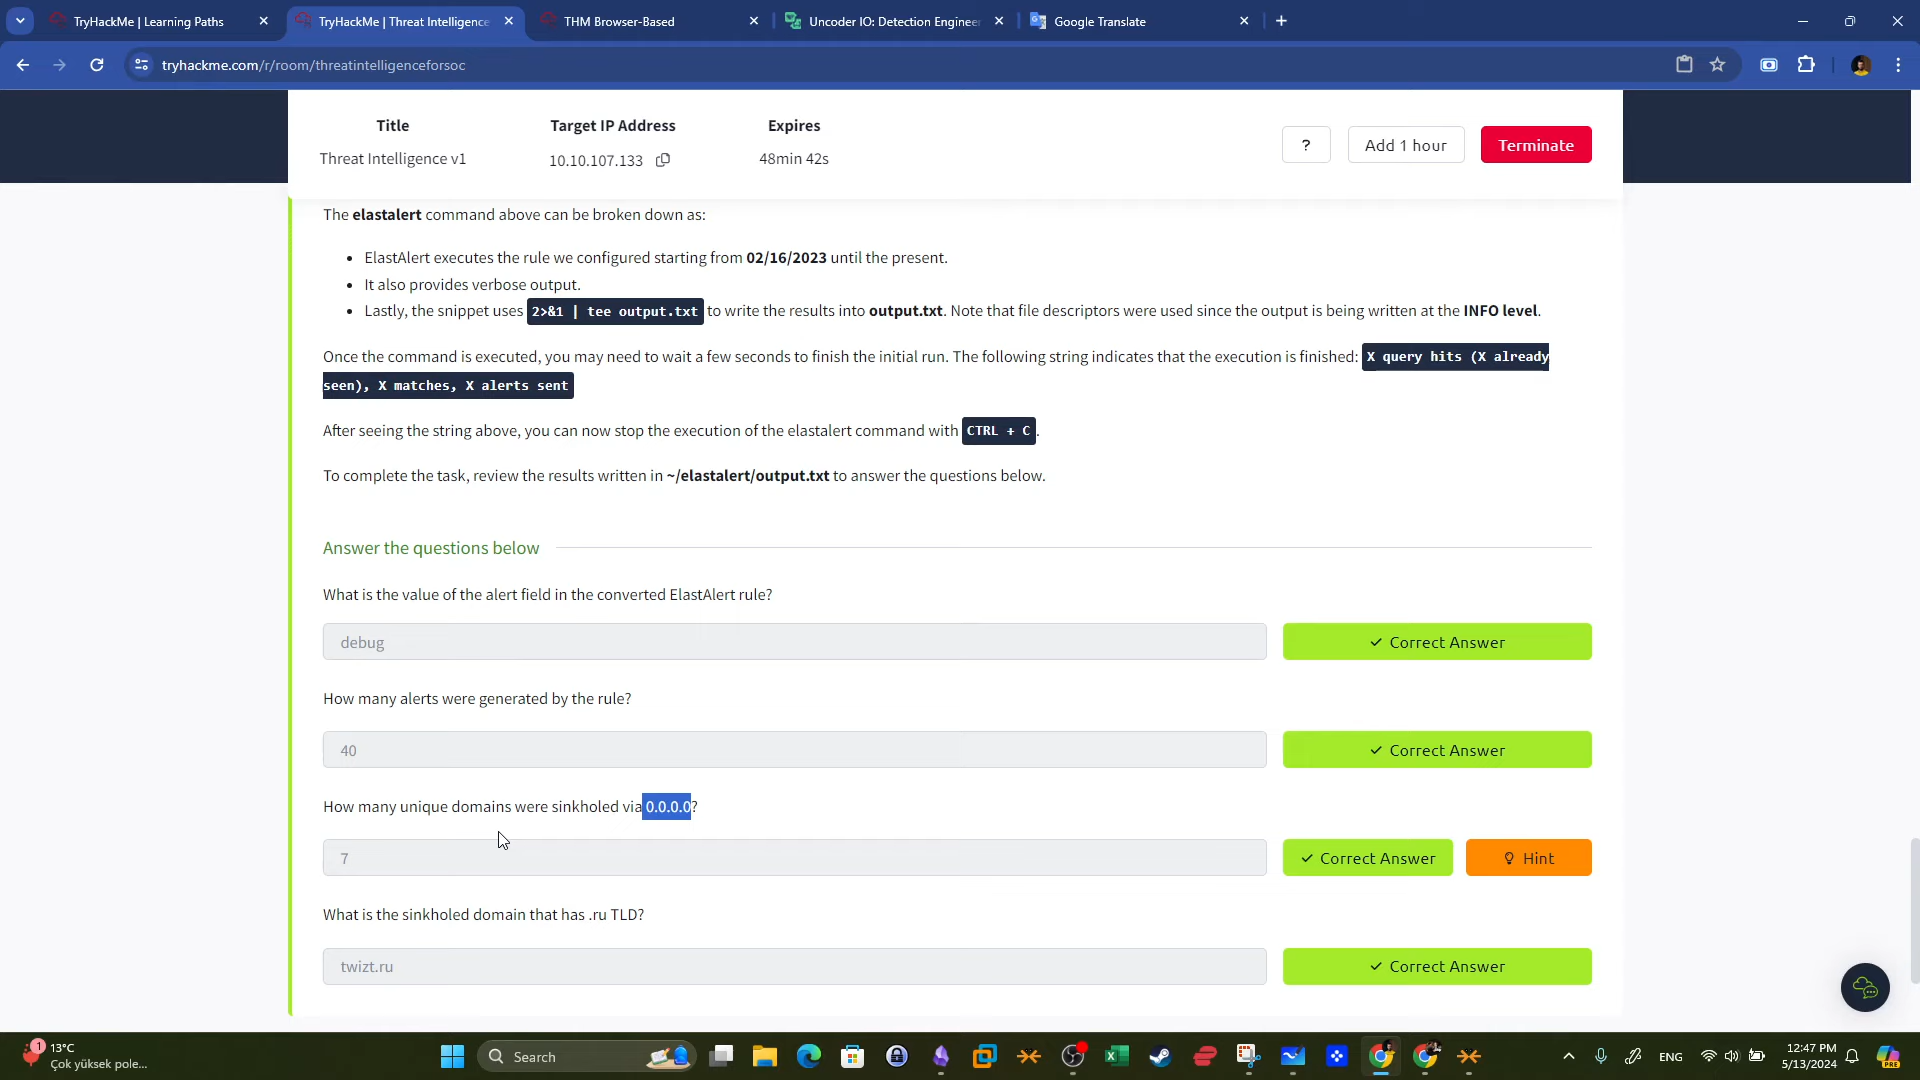 TryHackMe | Learning Paths
TryHackMe | Threat Intelligence
THM Browser-Based
Uncoder IO: Detection Engineer
Google Translate
tryhackme.com/r/room/threatintelligenceforsoc
Title
Target IP Address
Expires
Threat Intelligence v1
10.10.107.133
48min 42s
?
Add 1 hour
Terminate
The elastalert command above can be broken down as:
• ElastAlert executes the rule we configured starting from 02/16/2023 until the present.
• It also provides verbose output.
• Lastly, the snippet uses 2>&1 | tee output.txt to write the results into output.txt. Note that file descriptors were used since the output is being written at the INFO level.
Once the command is executed, you may need to wait a few seconds to finish the initial run. The following string indicates that the execution is finished: X query hits (X already
seen), X matches, X alerts sent
After seeing the string above, you can now stop the execution of the elastalert command with CTRL + C.
To complete the task, review the results written in ~/elastalert/output.txt to answer the questions below.
Answer the questions below
What is the value of the alert field in the converted ElastAlert rule?
debug
Correct Answer
How many alerts were generated by the rule?
40
Correct Answer
How many unique domains were sinkholed via 0.0.0.0?
7
Correct Answer
Hint
What is the sinkholed domain that has .ru TLD?
twizt.ru
Correct Answer
1
13°C
Çok yüksek pole...
Search
ENG
12:47 PM
5/13/2024
PRE